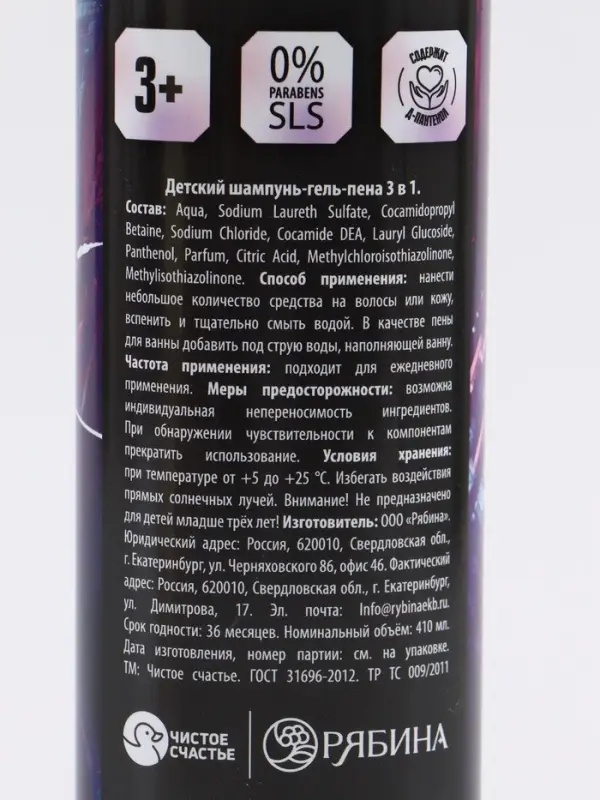 3+
0%
PARABENS
SLS
СОДЕРЖИТ
Д-ПАНТЕНОЛ
Детский шампунь-гель-пена 3 в 1.
Состав: Aqua, Sodium Laureth Sulfate, Cocamidopropyl
Betaine, Sodium Chloride, Cocamide DEA, Lauryl Glucoside,
Panthenol, Parfum, Citric Acid, Methylchloroisothiazolinone,
Methylisothiazolinone. Способ применения: нанести
небольшое количество средства на волосы или кожу,
вспенить и тщательно смыть водой. В качестве пены
для ванны добавить под струю воды, наполняющей ванну.
Частота применения: подходит для ежедневного
применения. Меры предосторожности: возможна
индивидуальная непереносимость ингредиентов.
При обнаружении чувствительности к компонентам
прекратить использование. Условия хранения:
при температуре от +5 до +25 °C. Избегать воздействия
прямых солнечных лучей. Внимание! Не предназначено
для детей младше трёх лет! Изготовитель: ООО «Рябина».
Юридический адрес: Россия, 620010, Свердловская обл.,
г. Екатеринбург, ул. Черняховского 86, офис 46. Фактический
адрес: Россия, 620010, Свердловская обл., г. Екатеринбург,
ул. Димитрова, 17. Эл. почта: Info@rybinaekb.ru.
Срок годности: 36 месяцев. Номинальный объём: 410 мл.
Дата изготовления, номер партии: см. на упаковке.
ТМ: Чистое счастье. ГОСТ 31696-2012. ТР ТС 009/2011
ЧИСТОЕ
СЧАСТЬЕ
РЯБИНА